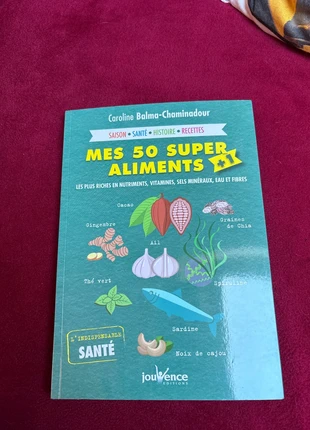 Caroline Balma-Chaminadour
SAISON • SANTÉ • HISTOIRE • RECETTES
MES 50 SUPER
ALIMENTS +1
LES PLUS RICHES EN NUTRIMENTS, VITAMINES, SELS MINÉRAUX, EAU ET FIBRES
Cacao
Gingembre
Graines
de Chia
Ail
Thé vert
Spiruline
Sardine
L'INDISPENSABLE
SANTÉ
Noix de cajou
jouvence
EDITIONS